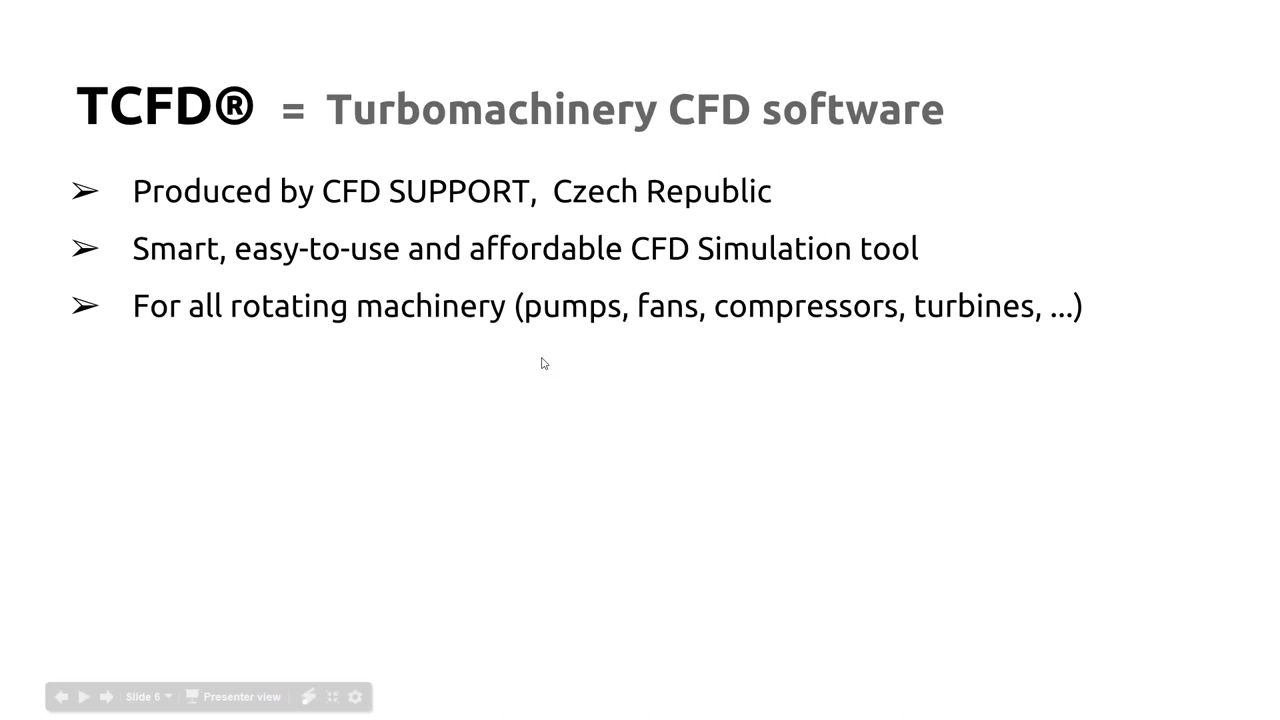 TCFD® = Turbomachinery CFD software
➢ Produced by CFD SUPPORT, Czech Republic
➢ Smart, easy-to-use and affordable CFD Simulation tool
➢ For all rotating machinery (pumps, fans, compressors, turbines, ...)
Slide 6 Presenter view